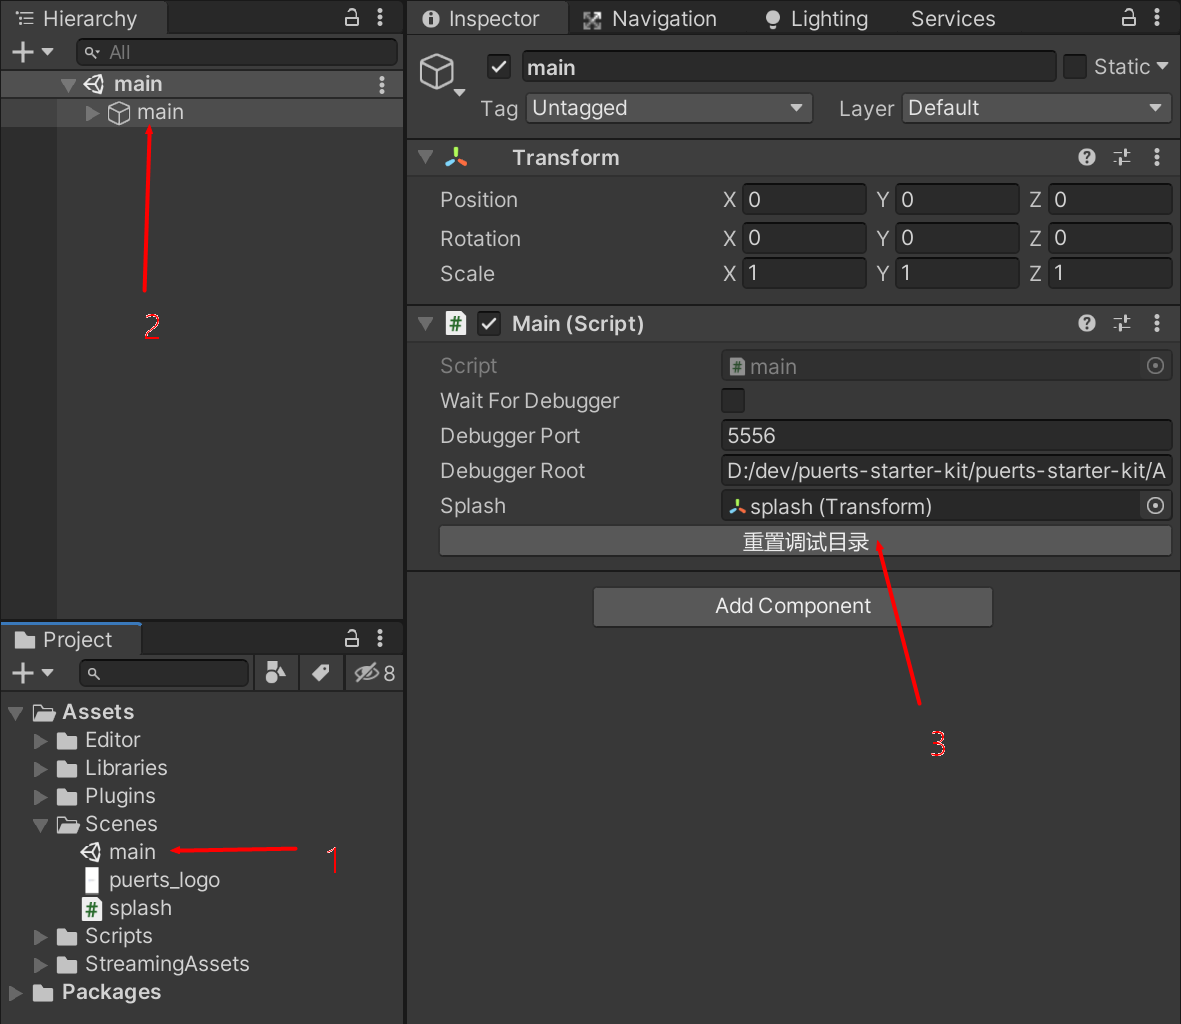 Hierarchy
All
main
main
2
Project
8
Assets
Editor
Libraries
Plugins
Scenes
main
1
puerts_logo
splash
Scripts
StreamingAssets
Packages
Inspector Navigation Lighting Services
main Static
Tag Untagged Layer Default
Transform
Position X 0 Y 0 Z 0
Rotation X 0 Y 0 Z 0
Scale X 1 Y 1 Z 1
# Main (Script)
Script # main
Wait For Debugger
Debugger Port 5556
Debugger Root D:/dev/puerts-starter-kit/puerts-starter-kit/A
Splash splash (Transform)
重置调试目录
Add Component
3